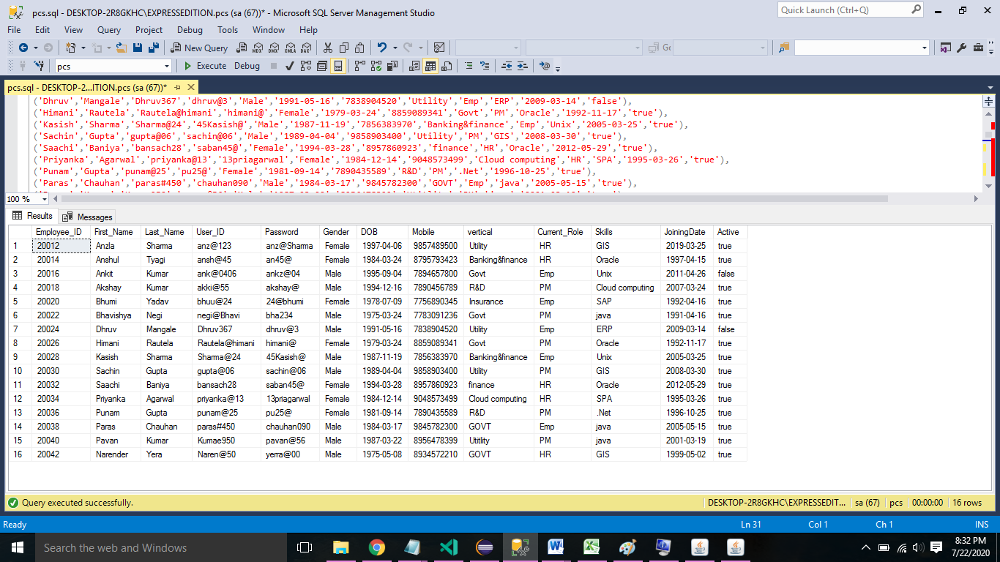 pcs.sql - DESKTOP-2R8GKHC\EXPRESSEDITION.pcs (sa (67))* - Microsoft SQL Server Management Studio
Quick Launch (Ctrl+Q)
File Edit View Query Project Debug Tools Window Help
New Query MDX DMX XMLA DAX Ge
pcs Execute Debug
pcs.sql - DESKTOP-2...ITION.pcs (sa (67))*
('Dhruv','Mangale','Dhruv367','dhruv@3','Male','1991-05-16','7838904520','Utility','Emp','ERP','2009-03-14','false'),
('Himani','Rautela','Rautela@himani','himani@','Female','1979-03-24','8859089341','Govt','PM','Oracle','1992-11-17','true'),
('Kasish','Sharma','Sharma@24','45Kasish@','Male','1987-11-19','7856383970','Banking&finance','Emp','Unix','2005-03-25','true'),
('Sachin','Gupta','gupta@06','sachin@06','Male','1989-04-04','9858903400','Utility','PM','GIS','2008-03-30','true'),
('Saachi','Baniya','bansach28','saban45@','Female','1994-03-28','8957860923','finance','HR','Oracle','2012-05-29','true'),
('Priyanka','Agarwal','priyanka@13','13priagarwal','Female','1984-12-14','9048573499','Cloud computing','HR','SPA','1995-03-26','true'),
('Punam','Gupta','punam@25','pu25@','Female','1981-09-14','7890435589','R&D','PM','.Net','1996-10-25','true'),
('Paras','Chauhan','paras#450','chauhan090','Male','1984-03-17','9845782300','GOVT','Emp','java','2005-05-15','true'),
100 %
Results Messages
Employee_ID First_Name Last_Name User_ID Password Gender DOB Mobile vertical Current_Role Skills JoiningDate Active
1 20012 Anzla Sharma anz@123 anz@Sharma Female 1997-04-06 9857489500 Utility HR GIS 2019-03-25 true
2 20014 Anshul Tyagi ansh@45 an45@ Female 1984-03-24 8795793423 Banking&finance HR Oracle 1997-04-15 true
3 20016 Ankit Kumar ank@0406 ankz@04 Male 1995-09-04 7894657800 Govt Emp Unix 2011-04-26 false
4 20018 Akshay Kumar akki@55 akshay@ Male 1994-12-16 7890456789 R&D PM Cloud computing 2007-03-24 true
5 20020 Bhumi Yadav bhuu@24 24@bhumi Female 1978-07-09 7756890345 Insurance Emp SAP 1992-04-16 true
6 20022 Bhavishya Negi negi@Bhavi bha234 Male 1975-03-24 7783091236 Govt PM java 1991-04-16 true
7 20024 Dhruv Mangale Dhruv367 dhruv@3 Male 1991-05-16 7838904520 Utility Emp ERP 2009-03-14 false
8 20026 Himani Rautela Rautela@himani himani@ Female 1979-03-24 8859089341 Govt PM Oracle 1992-11-17 true
9 20028 Kasish Sharma Sharma@24 45Kasish@ Male 1987-11-19 7856383970 Banking&finance Emp Unix 2005-03-25 true
10 20030 Sachin Gupta gupta@06 sachin@06 Male 1989-04-04 9858903400 Utility PM GIS 2008-03-30 true
11 20032 Saachi Baniya bansach28 saban45@ Female 1994-03-28 8957860923 finance HR Oracle 2012-05-29 true
12 20034 Priyanka Agarwal priyanka@13 13priagarwal Female 1984-12-14 9048573499 Cloud computing HR SPA 1995-03-26 true
13 20036 Punam Gupta punam@25 pu25@ Female 1981-09-14 7890435589 R&D PM .Net 1996-10-25 true
14 20038 Paras Chauhan paras#450 chauhan090 Male 1984-03-17 9845782300 GOVT Emp java 2005-05-15 true
15 20040 Pavan Kumar Kumae950 pavan@56 Male 1987-03-22 8956478399 Utitlity PM java 2001-03-19 true
16 20042 Narender Yera Naren@50 yerra@00 Male 1975-05-08 8934572210 GOVT HR GIS 1999-05-02 true
Query executed successfully. DESKTOP-2R8GKHC\EXPRESSEDIT... sa (67) pcs 00:00:00 16 rows
Ready Ln 31 Col 1 Ch 1 INS
Search the web and Windows
8:32 PM
7/22/2020